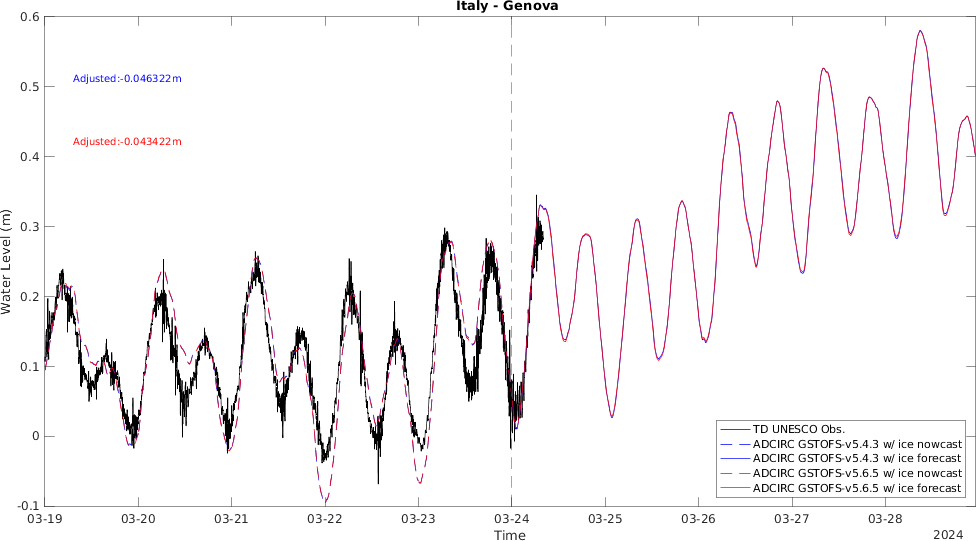 Italy - Genova
Adjusted:-0.046322m
Adjusted:-0.043422m
Water Level (m)
0.6
0.5
0.4
0.3
0.2
0.1
0
-0.1
03-19
03-20
03-21
03-22
03-23
03-24
03-25
03-26
03-27
03-28
Time
2024
TD UNESCO Obs.
ADCIRC GSTOFS-v5.4.3 w/ ice nowcast
ADCIRC GSTOFS-v5.4.3 w/ ice forecast
ADCIRC GSTOFS-v5.6.5 w/ ice nowcast
ADCIRC GSTOFS-v5.6.5 w/ ice forecast